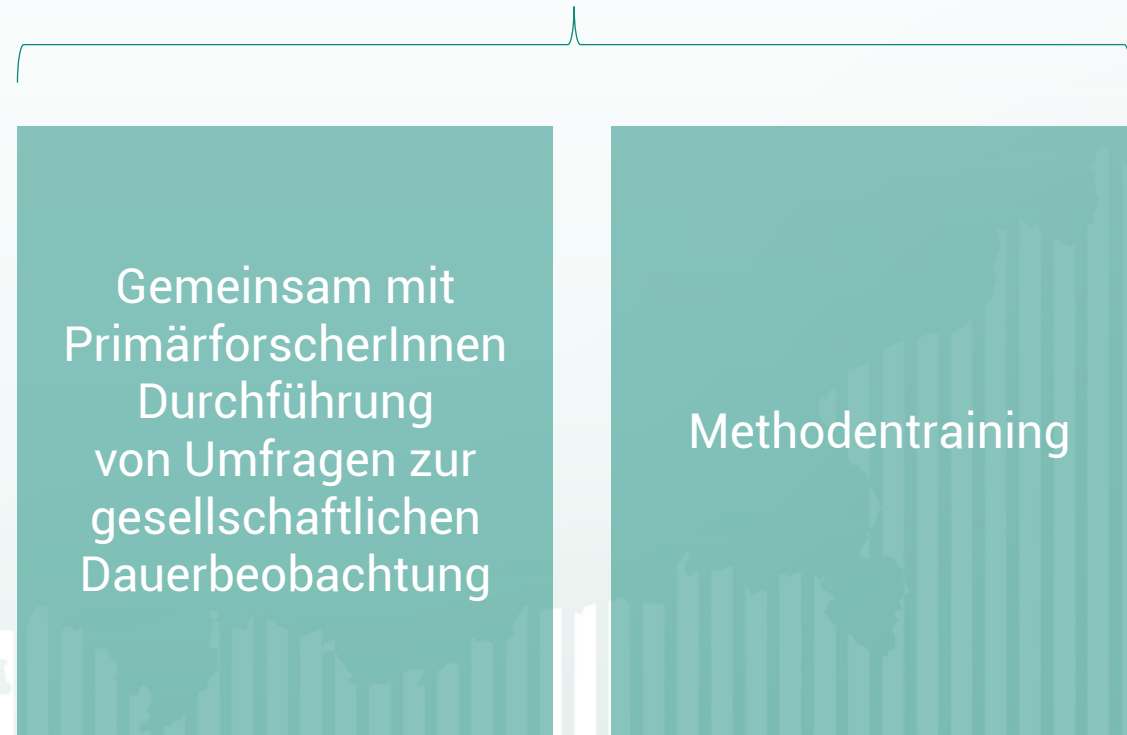 Gemeinsam mit
PrimärforscherInnen
Durchführung
von Umfragen zur
gesellschaftlichen
Dauerbeobachtung
Methodentraining